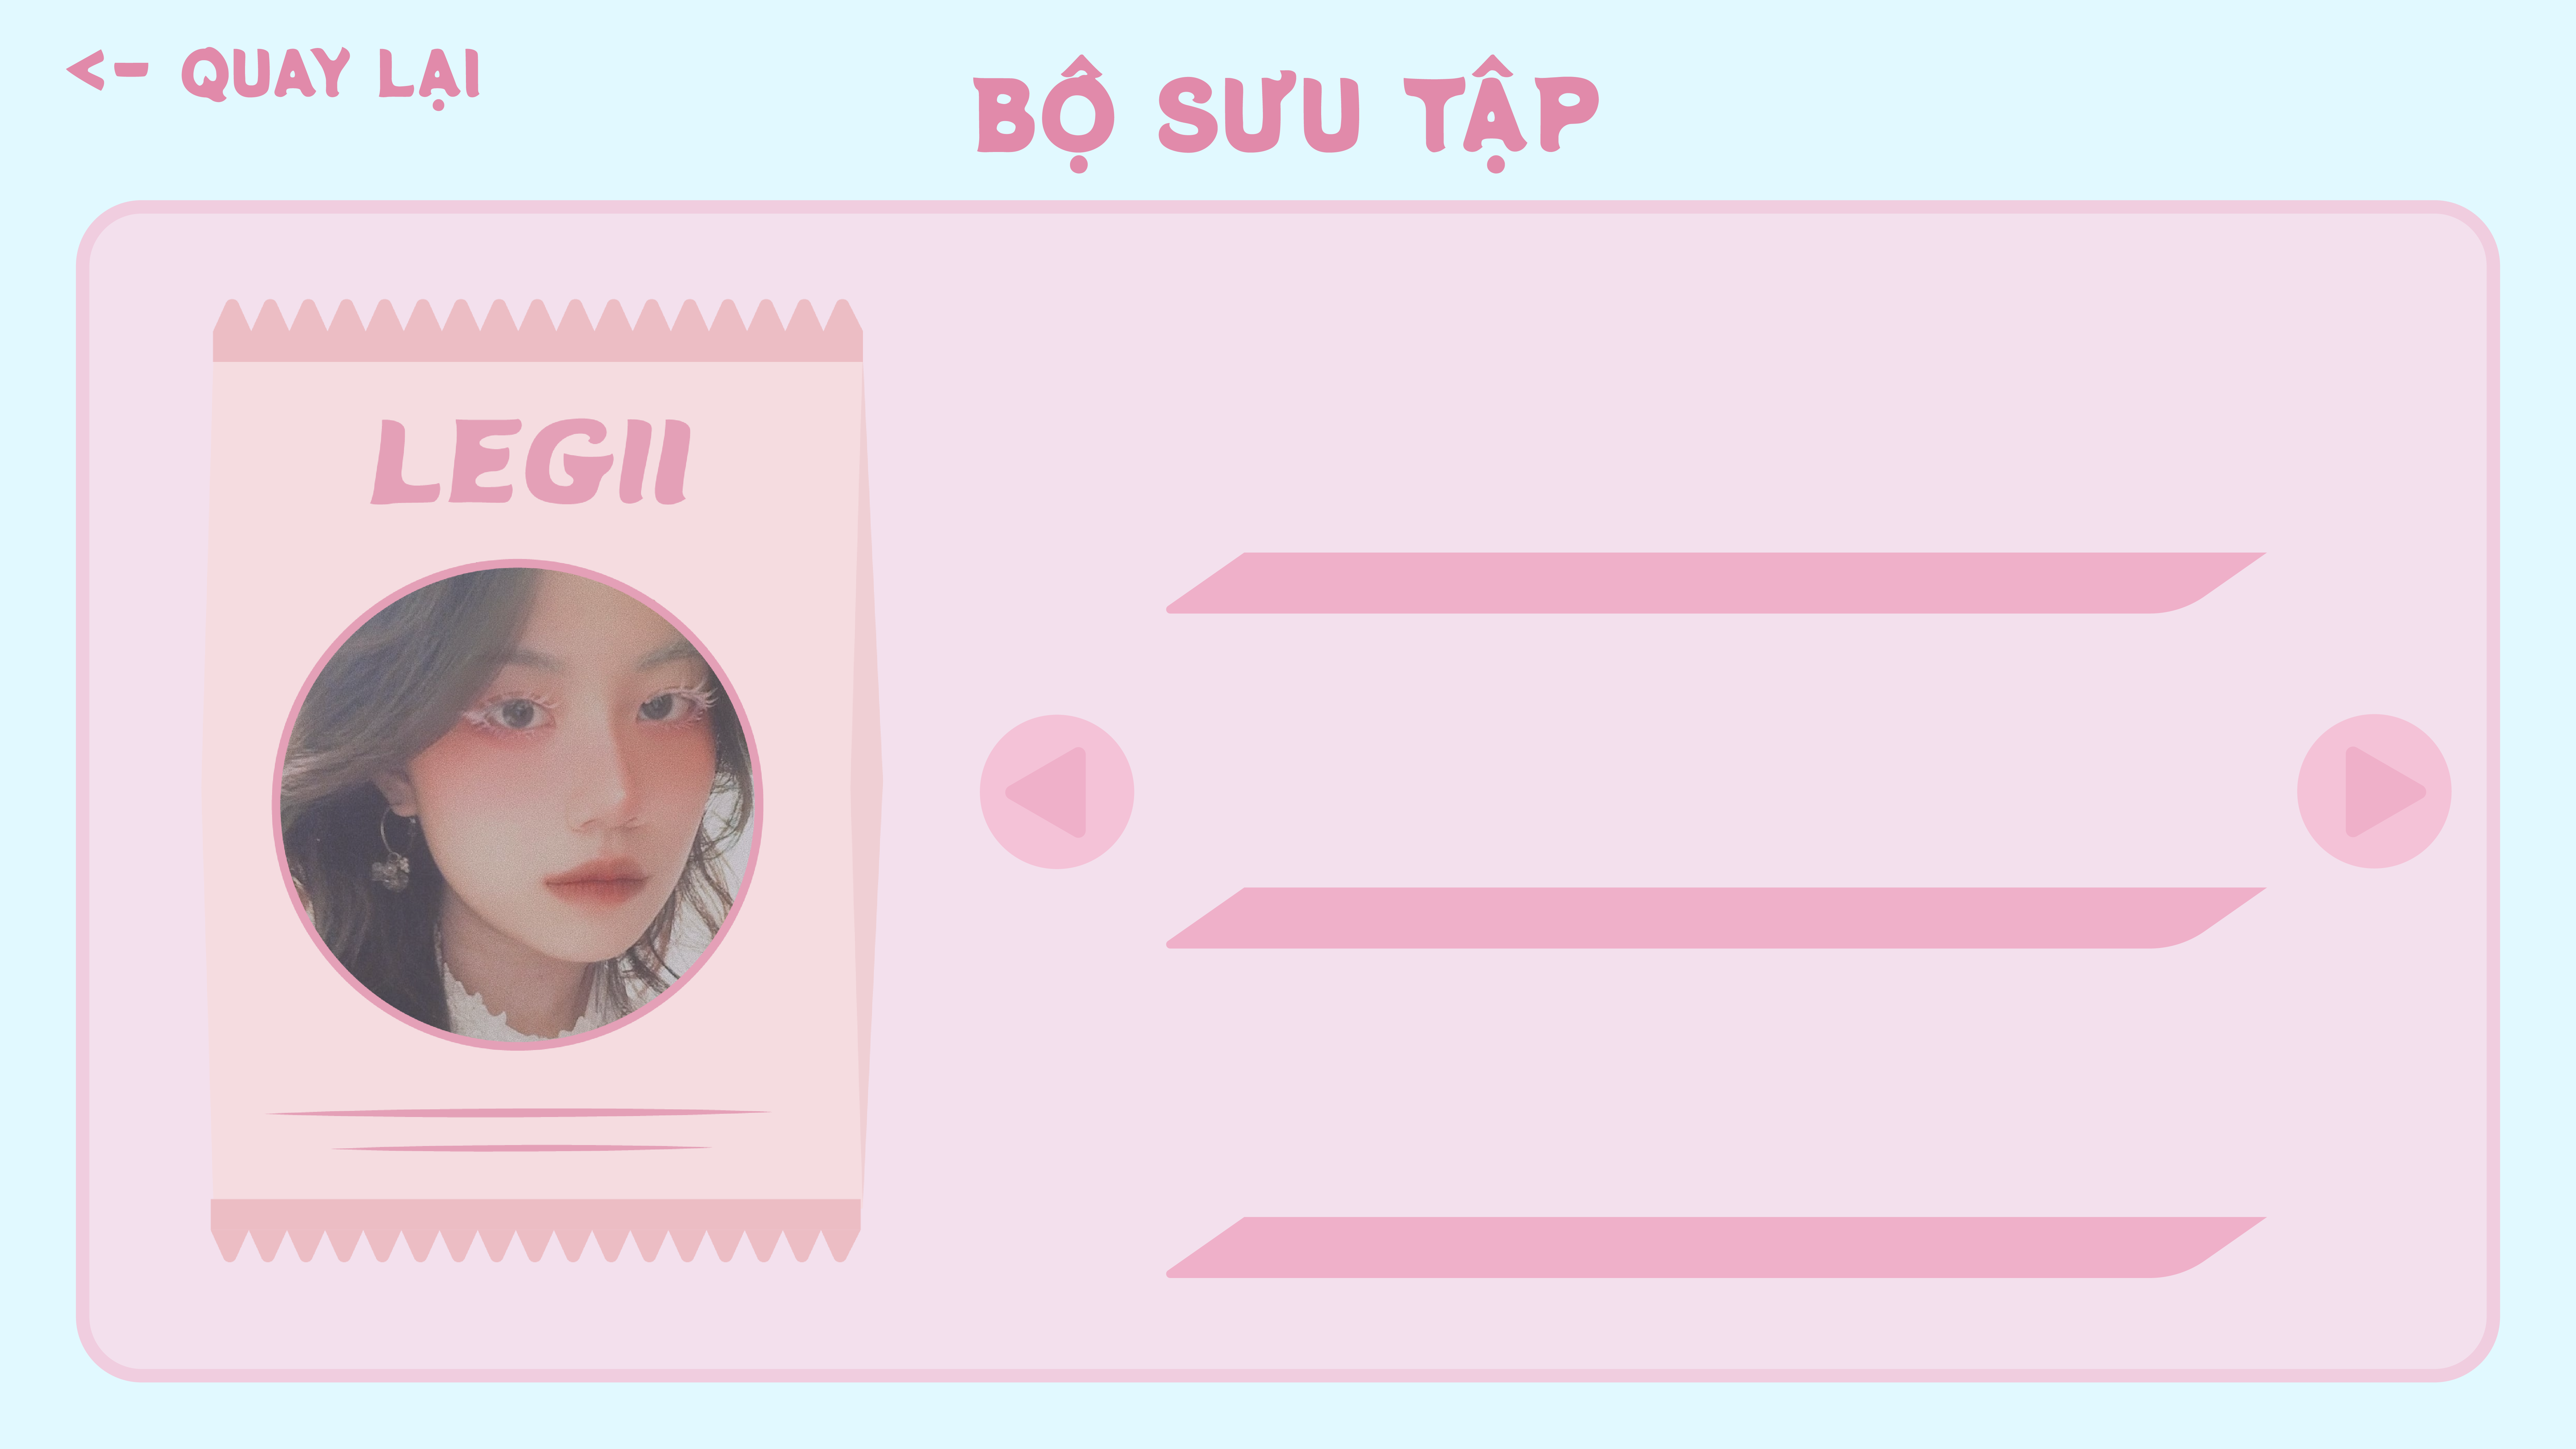 <- QUAY LẠI
BỘ SƯU TẬP
LEGII